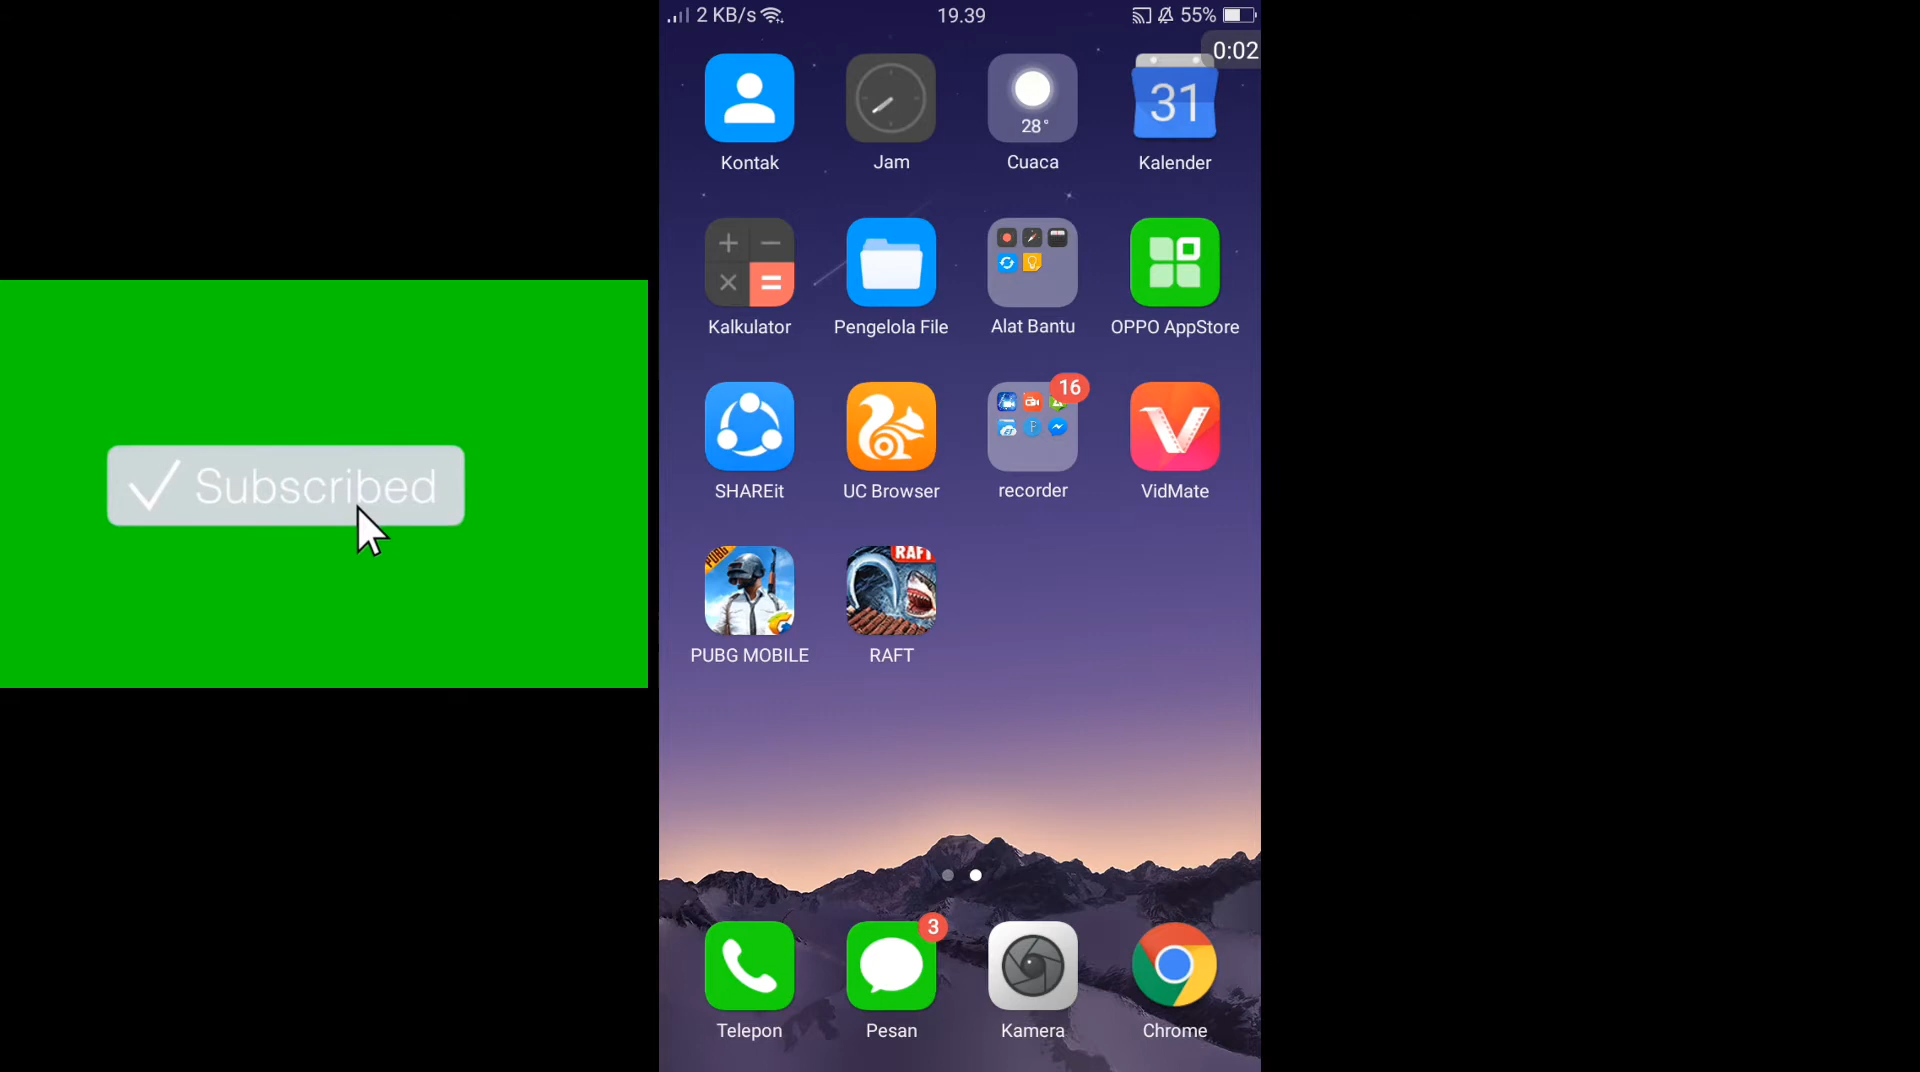 2 KB/s
19.39
55%
0:02
28°
31
Kontak
Jam
Cuaca
Kalender
Kalkulator
Pengelola File
Alat Bantu
OPPO AppStore
Subscribed
16
SHAREit
UC Browser
recorder
VidMate
PUBG
RAFT
PUBG MOBILE
RAFT
3
Telepon
Pesan
Kamera
Chrome